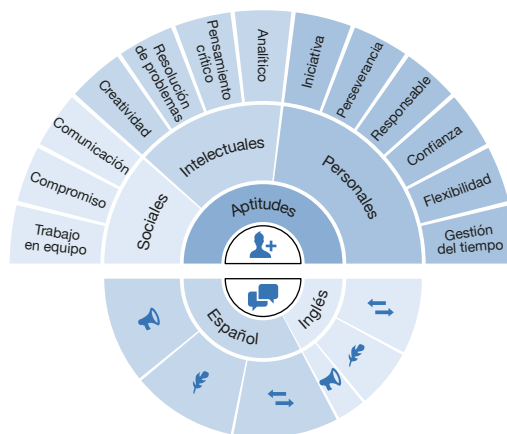 Trabajo
en equipo
Compromiso
Comunicación
Creatividad
Resolución
de problemas
Pensamiento
crítico
Analítico
Iniciativa
Perseverancia
Responsable
Confianza
Flexibilidad
Gestión
del tiempo
Sociales
Intelectuales
Personales
Aptitudes
Español
Inglés